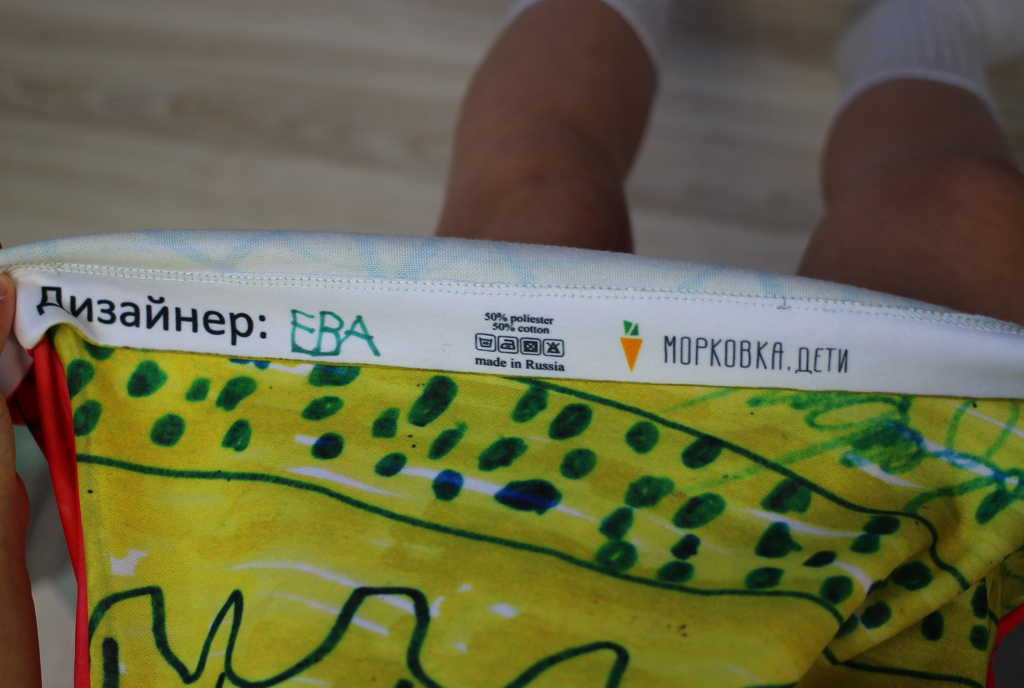 Дизайнер: ЕВА
50% poliester
50% cotton
made in Russia
МОРКОВКА.ДЕТИ